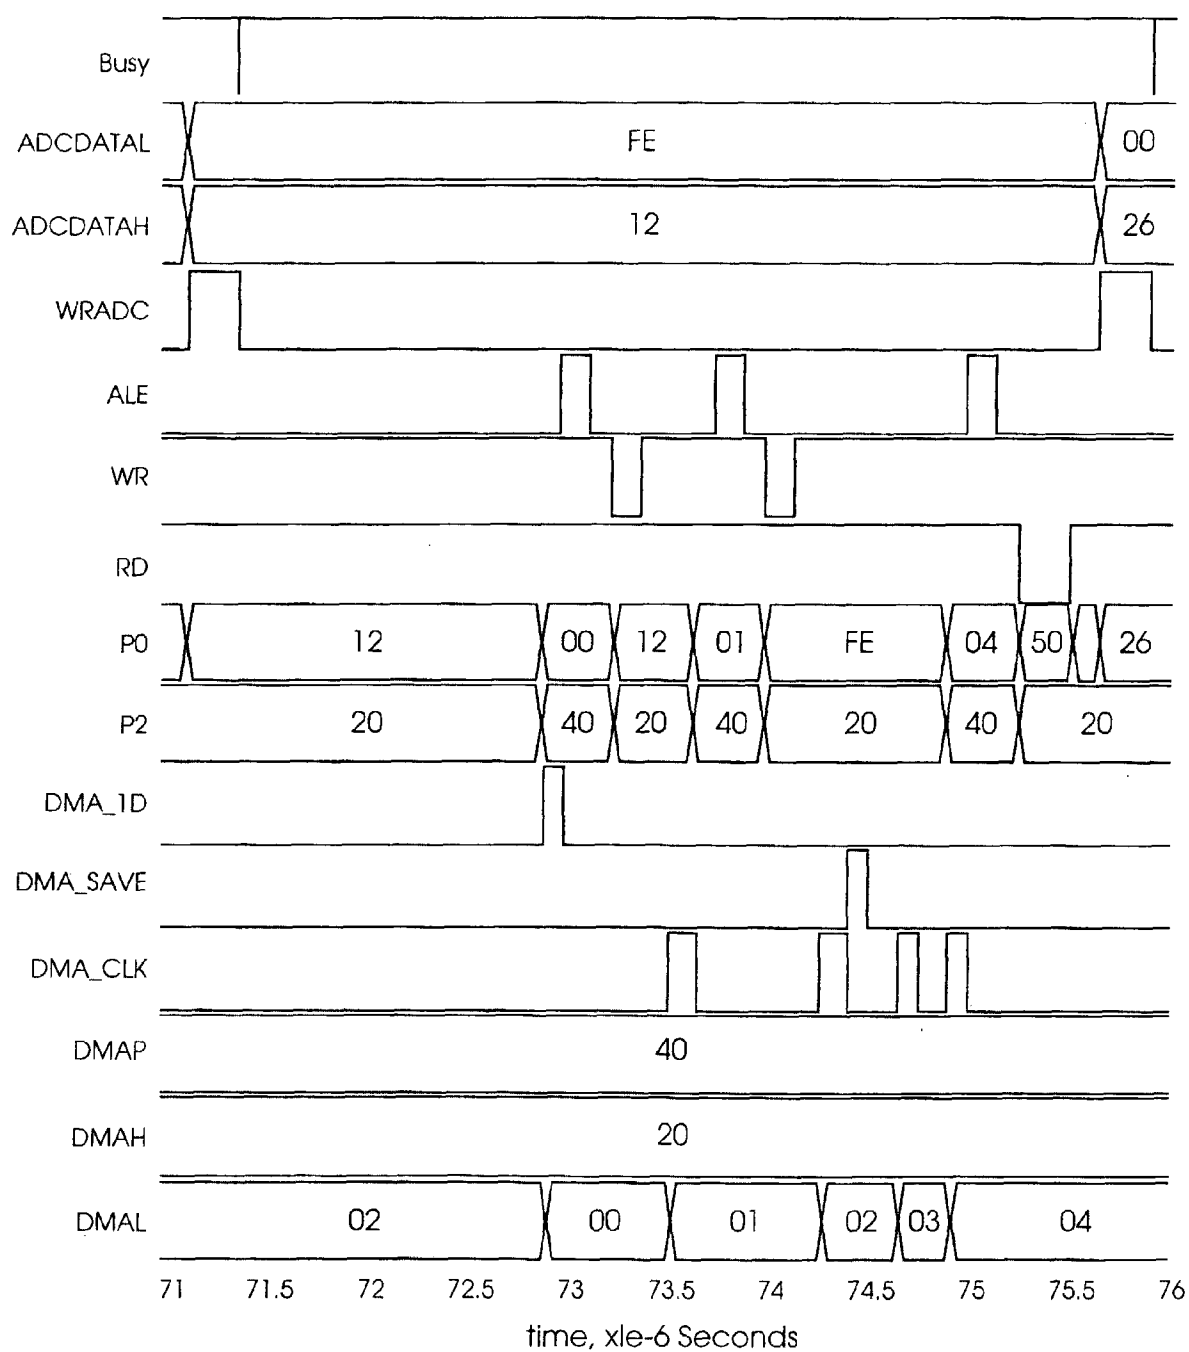 Busy
ADCDATAL FE 00
ADCDATAH 12 26
WRADC
ALE
WR
RD
P0 12 00 12 01 FE 04 50 26
P2 20 40 20 40 20 40 20
DMA_1D
DMA_SAVE
DMA_CLK
DMAP 40
DMAH 20
DMAL 02 00 01 02 03 04
71 71.5 72 72.5 73 73.5 74 74.5 75 75.5 76
time, xle-6 Seconds